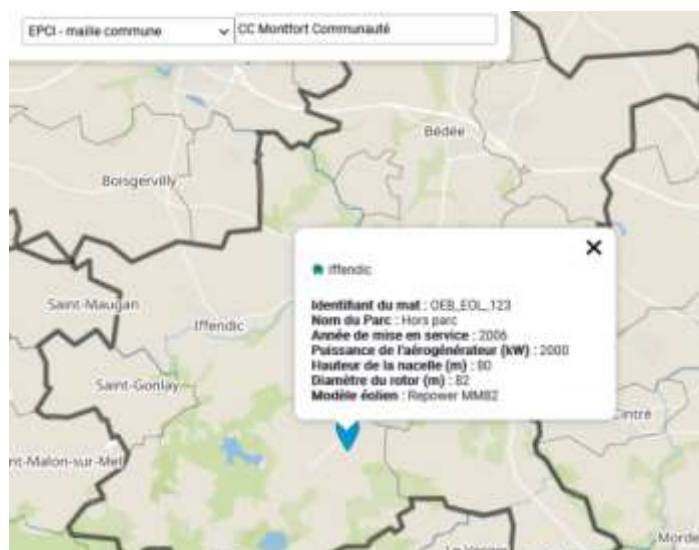 EPCI - maille commune
CC Montfort Communauté
Bédée
Boisgervilly
Iffendic
Saint-Maugan
Iffendic
Identifiant du mat : OEB_EOL_123
Nom du Parc : Hors parc
Année de mise en service : 2006
Puissance de l'aérogénérateur (kW) : 2000
Hauteur de la nacelle (m) : 80
Diamètre du rotor (m) : 82
Modèle éolien : Repower MM82
Saint-Gonlay
Cintré
nt-Malon-sur-Mel
Morde